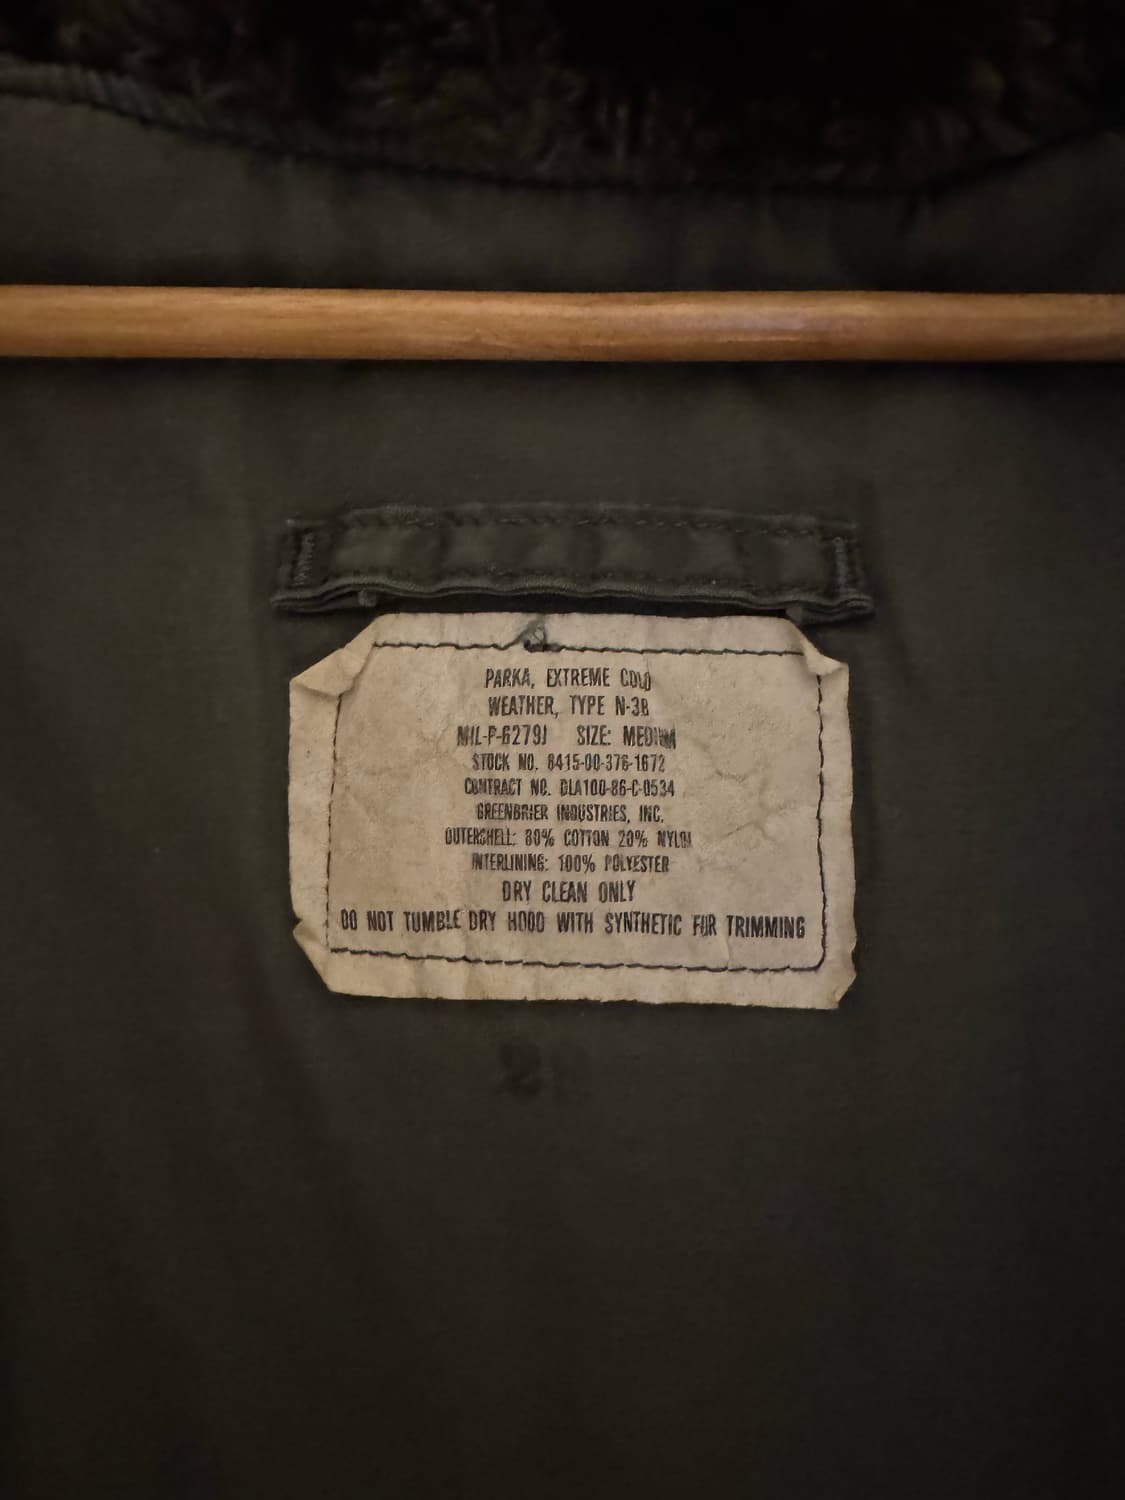 PARKA, EXTREME COLD
WEATHER, TYPE N-3B
MIL-P-6279J SIZE: MEDIUM
STOCK NO. 8415-00-376-1672
CONTRACT NO. DLA100-86-C-0534
GREENBRIER INDUSTRIES, INC.
OUTERSHELL: 80% COTTON 20% NYLON
INTERLINING: 100% POLYESTER
DRY CLEAN ONLY
DO NOT TUMBLE DRY HOOD WITH SYNTHETIC FUR TRIMMING